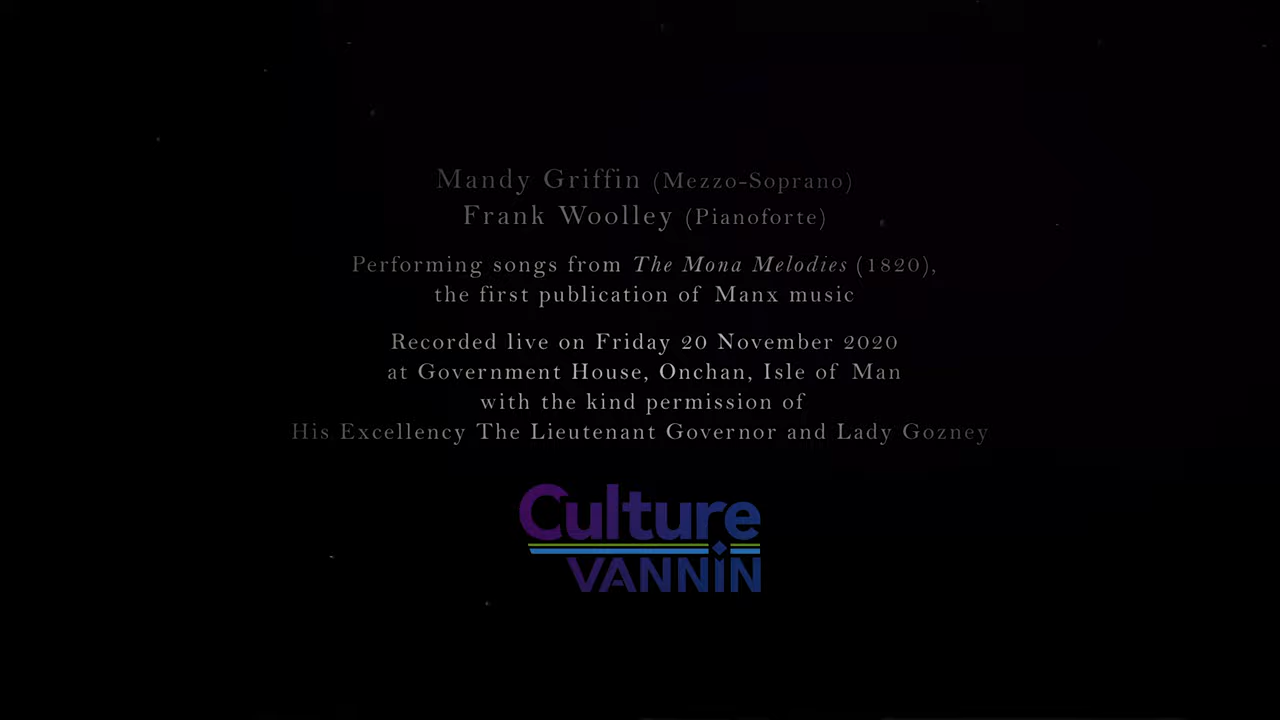 Mandy Griffin (Mezzo-Soprano)
Frank Woolley (Pianoforte)
Performing songs from The Mona Melodies (1820),
the first publication of Manx music
Recorded live on Friday 20 November 2020
at Government House, Onchan, Isle of Man
with the kind permission of
His Excellency The Lieutenant Governor and Lady Gozney
Culture
VANNIN